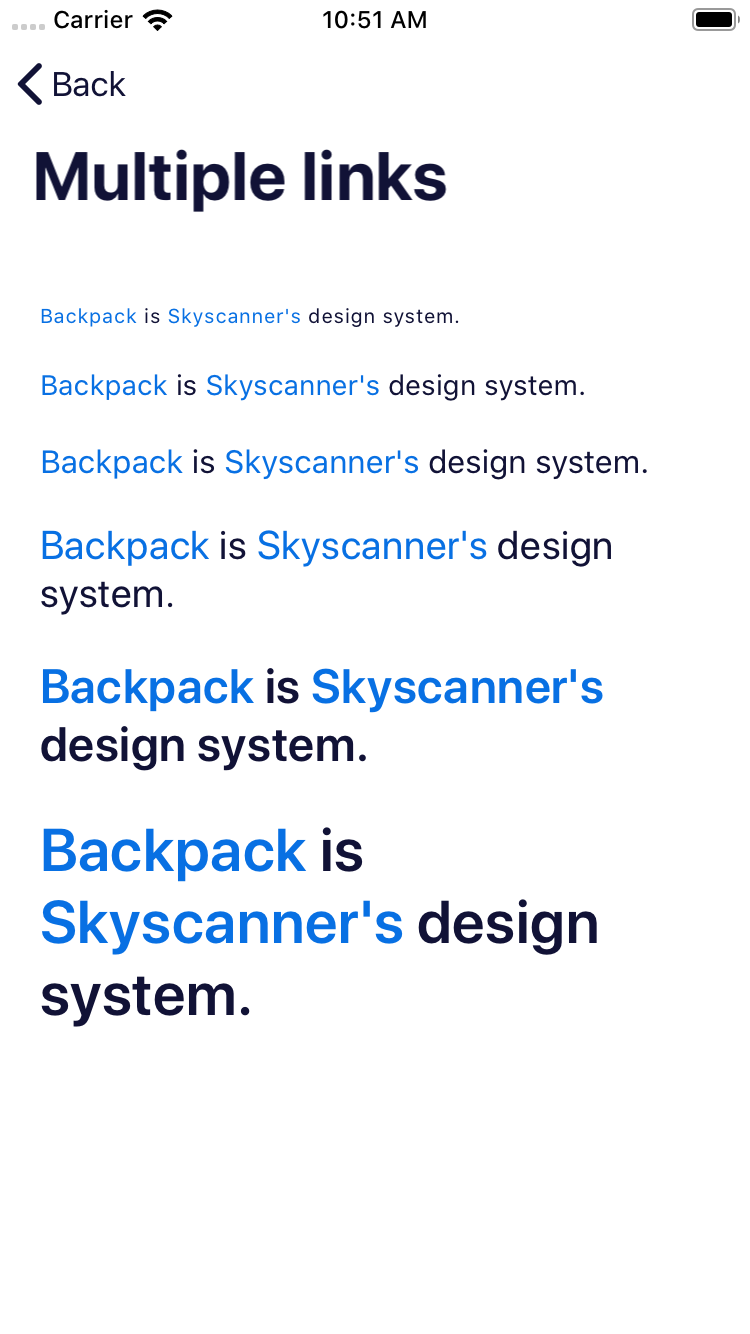 Carrier 10:51 AM
Back
Multiple links
Backpack is Skyscanner's design system.
Backpack is Skyscanner's design system.
Backpack is Skyscanner's design system.
Backpack is Skyscanner's design
system.
Backpack is Skyscanner's
design system.
Backpack is
Skyscanner's design
system.